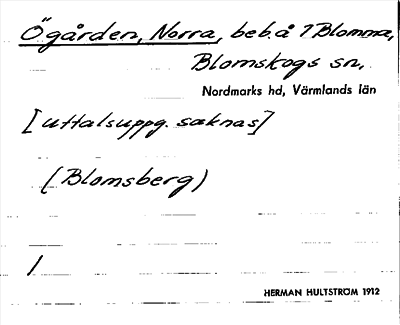 Ögården, Norra, beb. å 1 Blomma,
Blomskogs sn,
Nordmarks hd, Värmlands län
[uttalsuppg. saknas]
(Blomsberg)
/
HERMAN HULTSTRÖM 1912